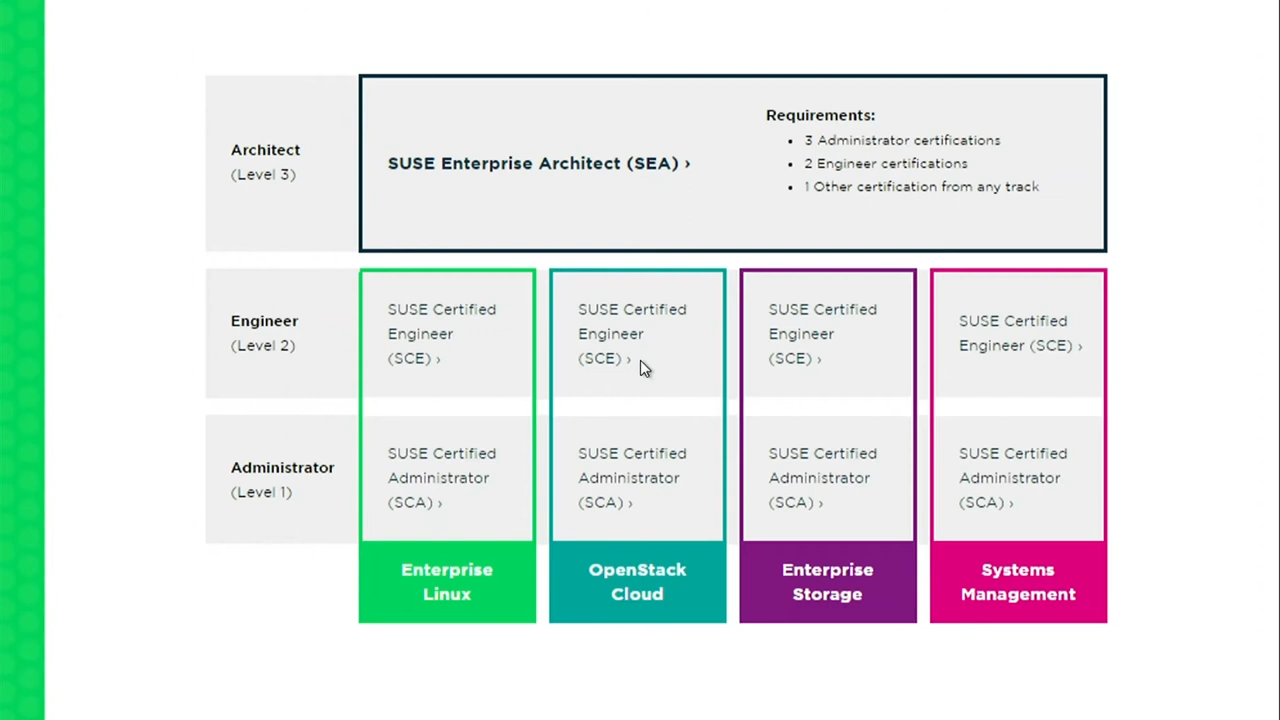 Architect
(Level 3)
SUSE Enterprise Architect (SEA) ›
Requirements:
• 3 Administrator certifications
• 2 Engineer certifications
• 1 Other certification from any track
Engineer
(Level 2)
SUSE Certified
Engineer
(SCE) ›
SUSE Certified
Engineer
(SCE) ›
SUSE Certified
Engineer
(SCE) ›
SUSE Certified
Engineer (SCE) ›
Administrator
(Level 1)
SUSE Certified
Administrator
(SCA) ›
SUSE Certified
Administrator
(SCA) ›
SUSE Certified
Administrator
(SCA) ›
SUSE Certified
Administrator
(SCA) ›
Enterprise
Linux
OpenStack
Cloud
Enterprise
Storage
Systems
Management